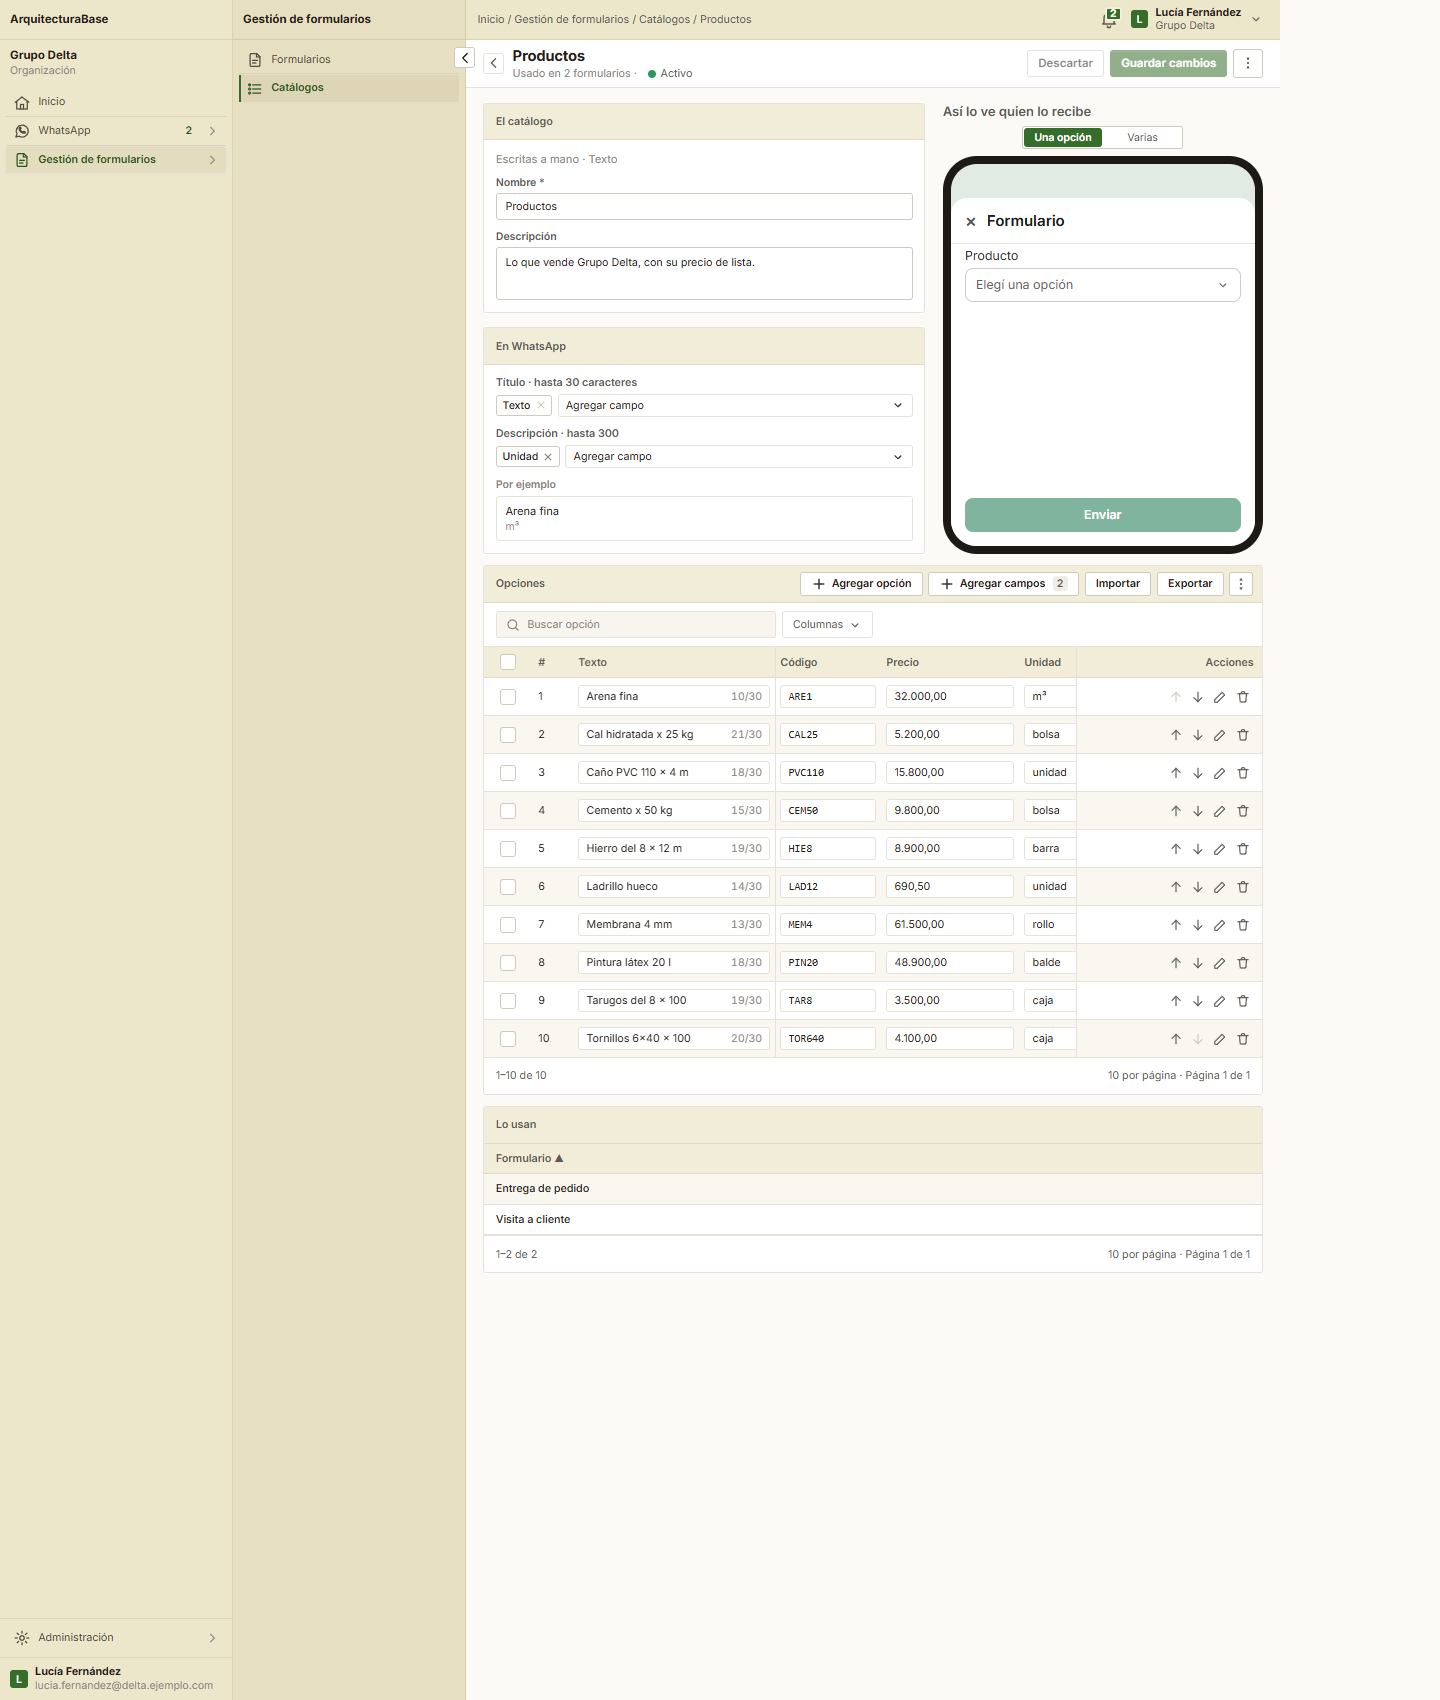 ArquitecturaBase
Grupo Delta
Organización
Inicio
WhatsApp 2
Gestión de formularios
Administración
L Lucía Fernández
lucia.fernandez@delta.ejemplo.com
Gestión de formularios
Formularios
Catálogos
Inicio / Gestión de formularios / Catálogos / Productos
2
L Lucía Fernández
Grupo Delta
Productos
Usado en 2 formularios · Activo
Descartar Guardar cambios
El catálogo
Escritas a mano · Texto
Nombre *
Productos
Descripción
Lo que vende Grupo Delta, con su precio de lista.
En WhatsApp
Título · hasta 30 caracteres
Texto × Agregar campo
Descripción · hasta 300
Unidad × Agregar campo
Por ejemplo
Arena fina
m³
Así lo ve quien lo recibe
Una opción Varias
× Formulario
Producto
Elegí una opción
Enviar
Opciones + Agregar opción + Agregar campos 2 Importar Exportar
Buscar opción Columnas
# Texto Código Precio Unidad Acciones
1 Arena fina 10/30 ARE1 32.000,00 m³
2 Cal hidratada x 25 kg 21/30 CAL25 5.200,00 bolsa
3 Caño PVC 110 × 4 m 18/30 PVC110 15.800,00 unidad
4 Cemento x 50 kg 15/30 CEM50 9.800,00 bolsa
5 Hierro del 8 × 12 m 19/30 HIE8 8.900,00 barra
6 Ladrillo hueco 14/30 LAD12 690,50 unidad
7 Membrana 4 mm 13/30 MEM4 61.500,00 rollo
8 Pintura látex 20 l 18/30 PIN20 48.900,00 balde
9 Tarugos del 8 × 100 19/30 TAR8 3.500,00 caja
10 Tornillos 6×40 × 100 20/30 TOR640 4.100,00 caja
1–10 de 10 10 por página · Página 1 de 1
Lo usan
Formulario ▲
Entrega de pedido
Visita a cliente
1–2 de 2 10 por página · Página 1 de 1